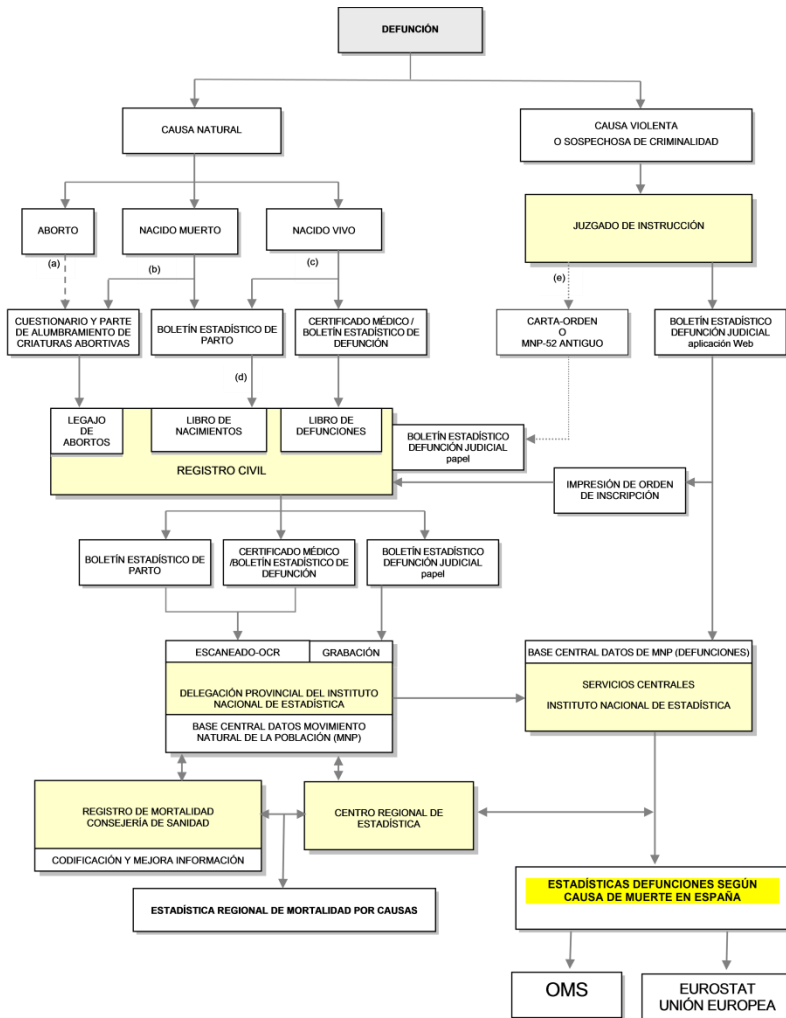 DEFUNCIÓN
CAUSA NATURAL
CAUSA VIOLENTA
O SOSPECHOSA DE CRIMINALIDAD
ABORTO
NACIDO MUERTO
NACIDO VIVO
JUZGADO DE INSTRUCCIÓN
(a)
(b)
(c)
(e)
CUESTIONARIO Y PARTE
DE ALUMBRAMIENTO DE
CRIATURAS ABORTIVAS
BOLETÍN ESTADÍSTICO DE
PARTO
CERTIFICADO MÉDICO /
BOLETÍN ESTADÍSTICO DE
DEFUNCIÓN
CARTA-ORDEN
O
MNP-52 ANTIGUO
BOLETÍN ESTADÍSTICO
DEFUNCIÓN JUDICIAL
aplicación Web
(d)
LEGAJO
DE
ABORTOS
LIBRO DE
NACIMIENTOS
LIBRO DE
DEFUNCIONES
REGISTRO CIVIL
BOLETÍN ESTADÍSTICO
DEFUNCIÓN JUDICIAL
papel
IMPRESIÓN DE ORDEN
DE INSCRIPCIÓN
BOLETÍN ESTADÍSTICO DE
PARTO
CERTIFICADO MÉDICO
/BOLETÍN ESTADÍSTICO DE
DEFUNCIÓN
BOLETÍN ESTADÍSTICO
DEFUNCIÓN JUDICIAL
papel
ESCANEADO-OCR
GRABACIÓN
DELEGACIÓN PROVINCIAL DEL INSTITUTO
NACIONAL DE ESTADÍSTICA
BASE CENTRAL DATOS MOVIMIENTO
NATURAL DE LA POBLACIÓN (MNP)
BASE CENTRAL DATOS DE MNP (DEFUNCIONES)
SERVICIOS CENTRALES
INSTITUTO NACIONAL DE ESTADÍSTICA
REGISTRO DE MORTALIDAD
CONSEJERÍA DE SANIDAD
CODIFICACIÓN Y MEJORA INFORMACIÓN
CENTRO REGIONAL DE
ESTADÍSTICA
ESTADÍSTICA REGIONAL DE MORTALIDAD POR CAUSAS
ESTADÍSTICAS DEFUNCIONES SEGÚN
CAUSA DE MUERTE EN ESPAÑA
OMS
EUROSTAT
UNIÓN EUROPEA